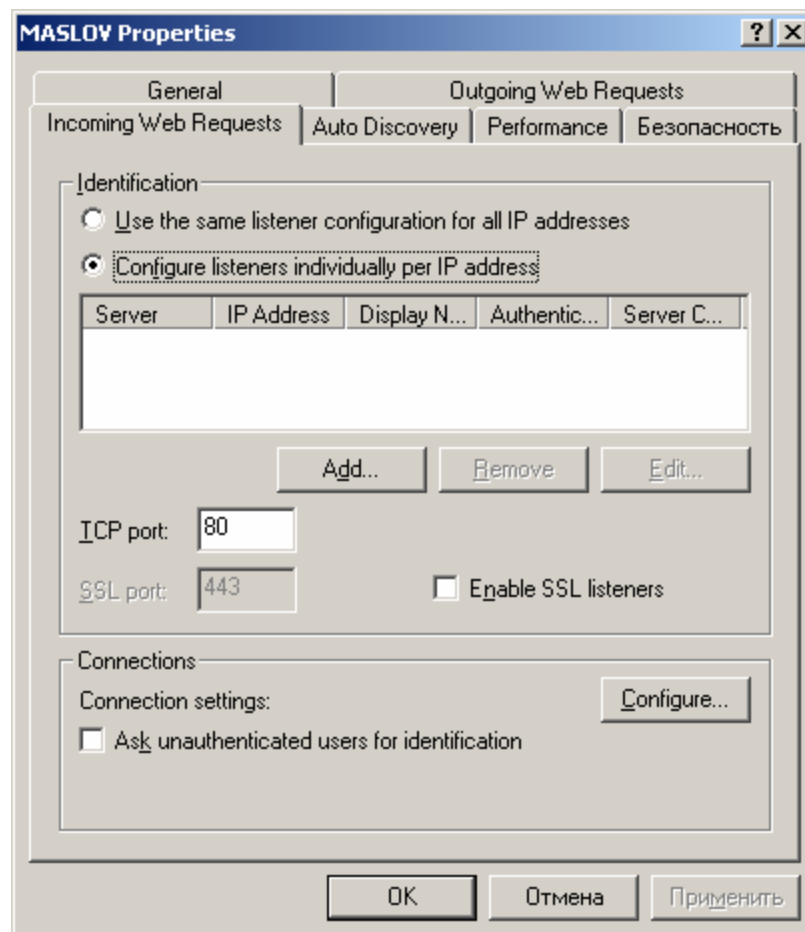 MASLOV Properties
General Outgoing Web Requests
Incoming Web Requests Auto Discovery Performance Безопасность
Identification
Use the same listener configuration for all IP addresses
Configure listeners individually per IP address
Server IP Address Display N... Authentic... Server C...
Add... Remove Edit...
TCP port: 80
SSL port: 443 Enable SSL listeners
Connections
Connection settings: Configure...
Ask unauthenticated users for identification
OK Отмена Применить